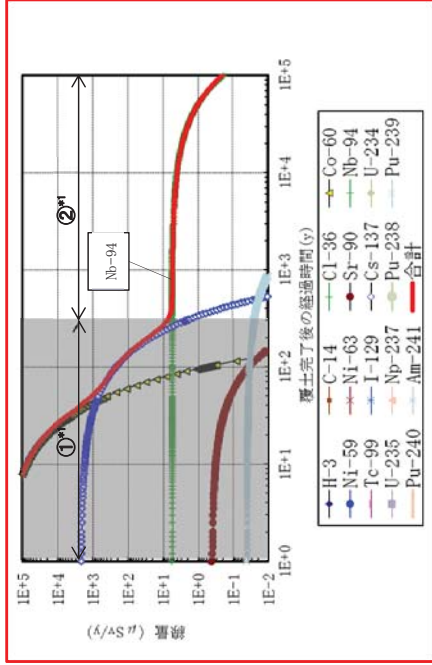 線量 (μSv/y)
1E+5
1E+4
1E+3
1E+2
1E+1
1E+0
1E-1
1E-2
①*1
②*1
Nb-94
1E+0 1E+1 1E+2 1E+3 1E+4 1E+5
覆土完了後の経過時間(y)
H-3 C-14 Cl-36 Co-60
Ni-59 Ni-63 Sr-90 Nb-94
Tc-99 I-129 Cs-137 U-234
U-235 Np-237 Pu-238 Pu-239
Pu-240 Am-241 合計